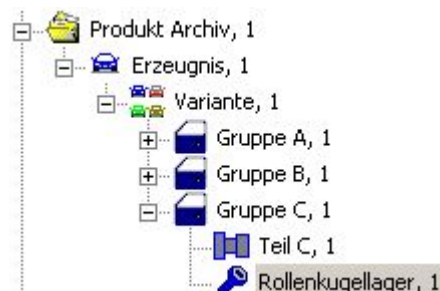 Produkt Archiv, 1
Erzeugnis, 1
Variante, 1
Gruppe A, 1
Gruppe B, 1
Gruppe C, 1
Teil C, 1
Rollenkugellager, 1